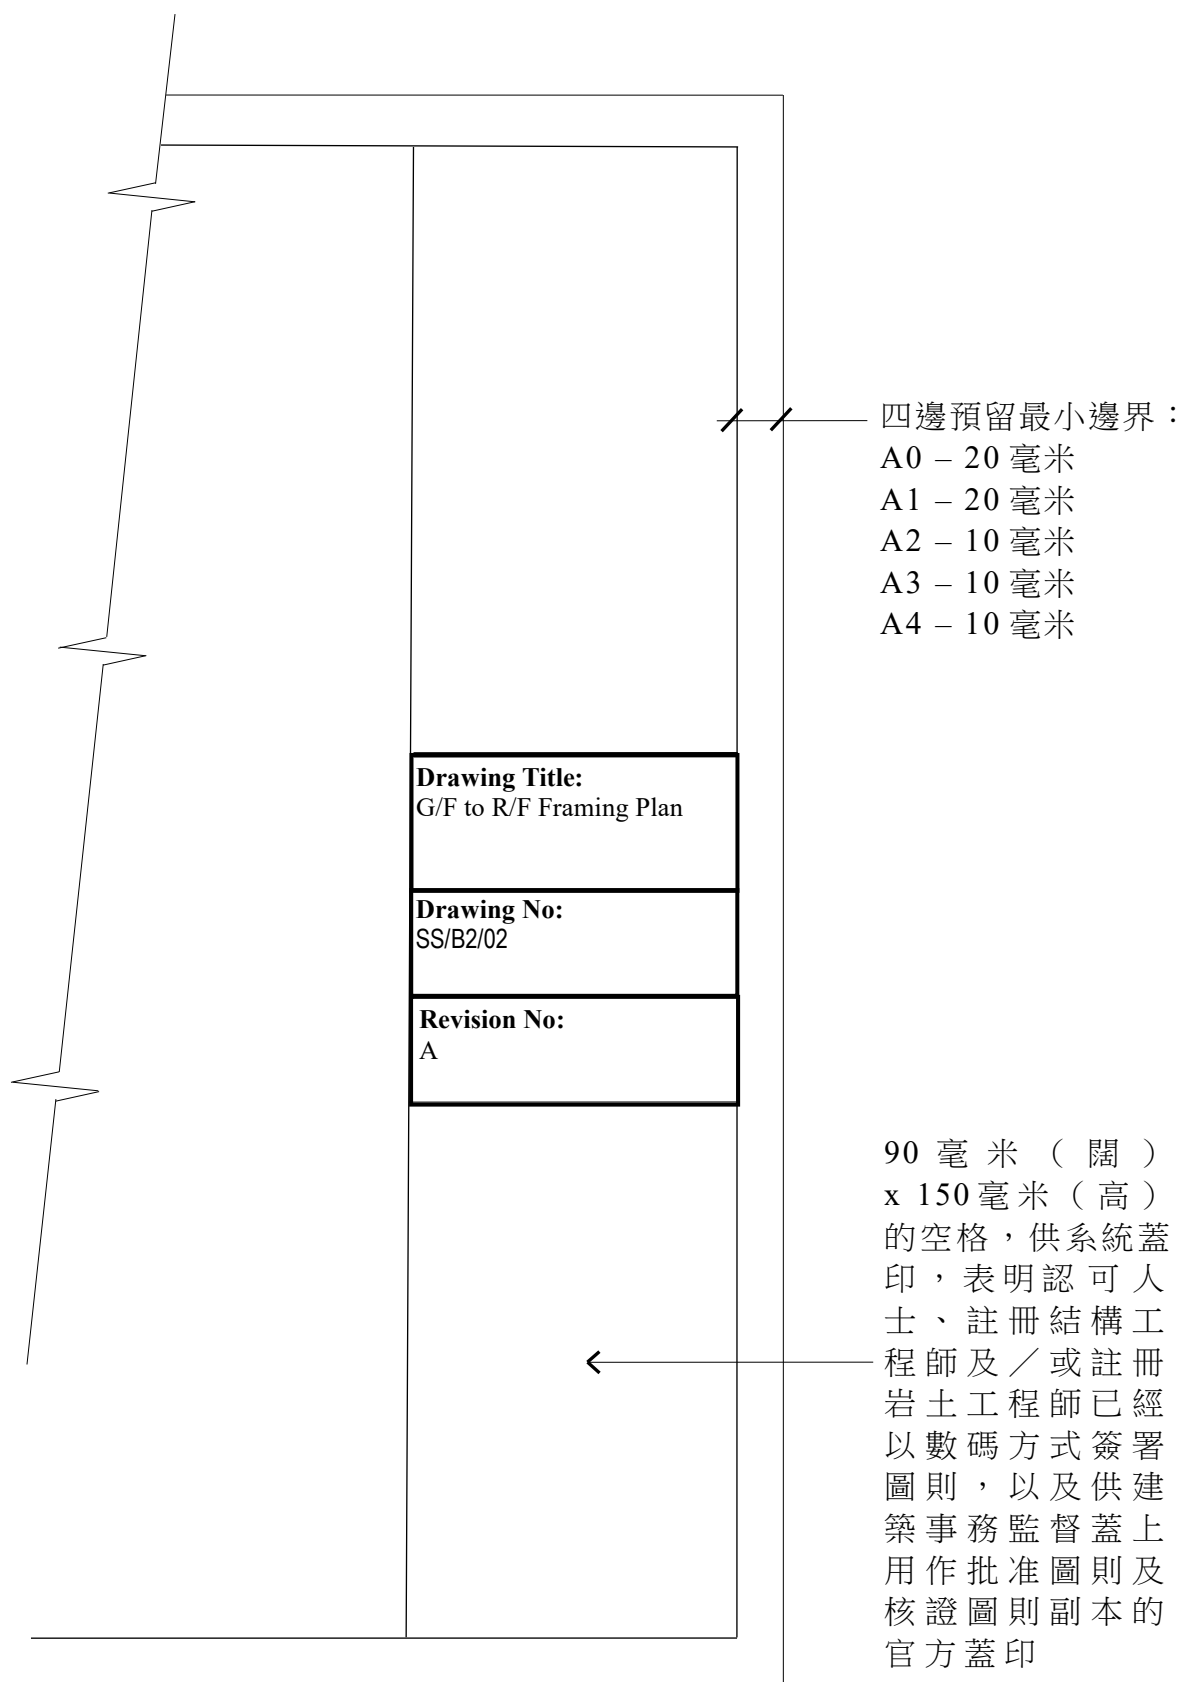 四邊預留最小邊界：
A0 – 20 毫米
A1 – 20 毫米
A2 – 10 毫米
A3 – 10 毫米
A4 – 10 毫米
Drawing Title:
G/F to R/F Framing Plan
Drawing No:
SS/B2/02
Revision No:
A
90 毫米（闊）
x 150 毫米（高）
的空格，供系統蓋
印，表明認可人
士、註冊結構工
程師及／或註冊
岩土工程師已經
以數碼方式簽署
圖則，以及供建
築事務監督蓋上
用作批准圖則及
核證圖則副本的
官方蓋印